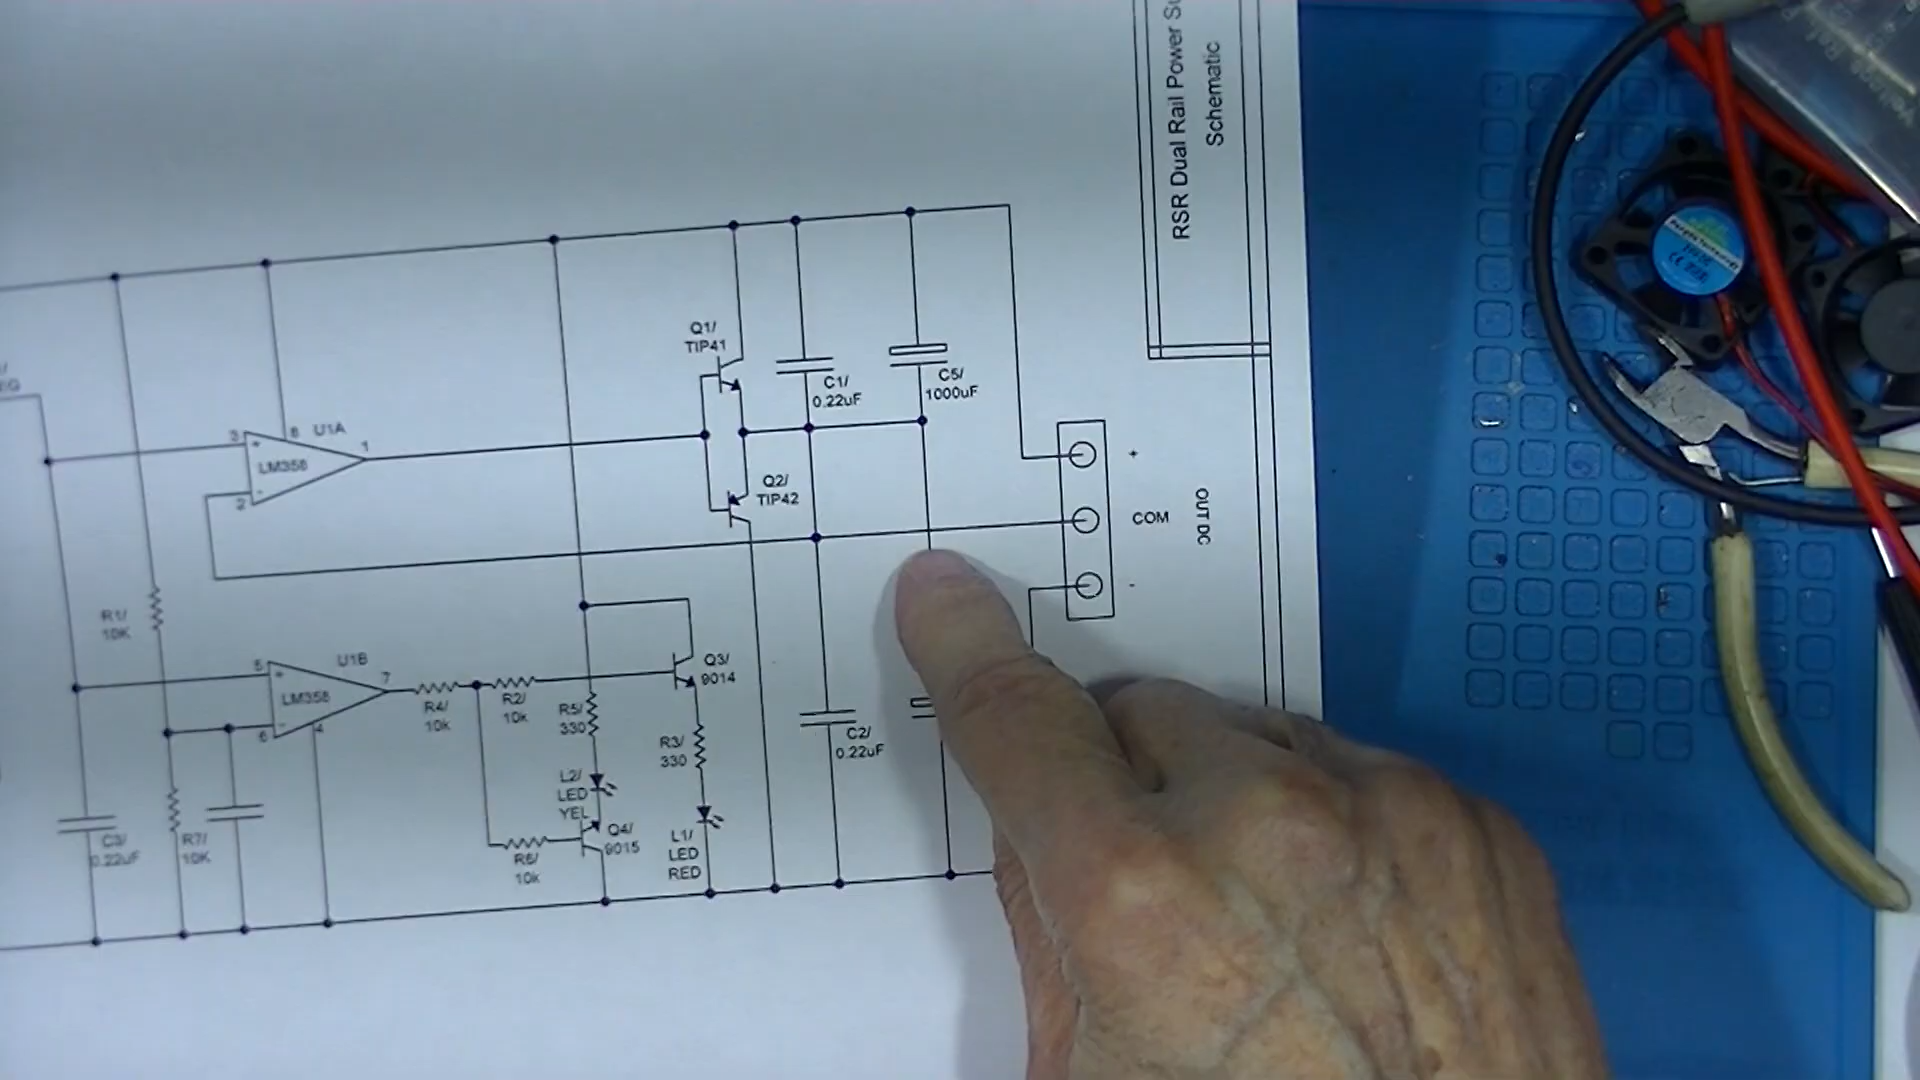 RSR Dual Rail Power
Schematic
Q1/
TIP41
C1/
0.22uF
C5/
1000uF
3
+
8
U1A
1
LM358
-
2
Q2/
TIP42
+
COM
-
OUT DC
R1/
10K
5
+
U1B
7
LM358
-
6
4
R4/
10k
R2/
10k
Q3/
9014
R5/
330
R3/
330
C2/
0.22uF
L2/
LED
YEL
Q4/
9015
R6/
10k
L1/
LED
RED
C3/
0.22uF
R7/
10K